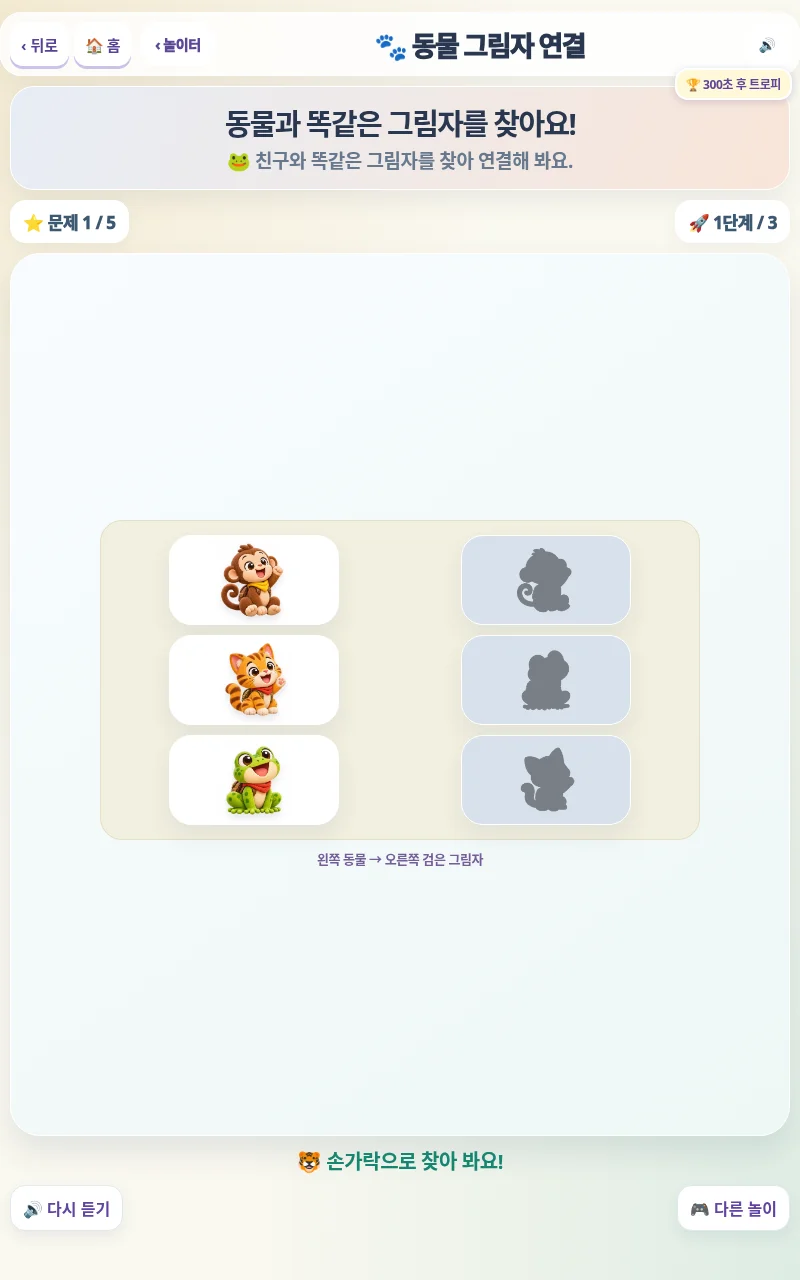 ‹ 뒤로
🏠 홈
‹ 놀이터
🐾 동물 그림자 연결
🔊
🏆 300초 후 트로피
동물과 똑같은 그림자를 찾아요!
🐸 친구와 똑같은 그림자를 찾아 연결해 봐요.
⭐ 문제 1 / 5
🚀 1단계 / 3
왼쪽 동물 → 오른쪽 검은 그림자
🐯 손가락으로 찾아 봐요!
🔊 다시 듣기
🎮 다른 놀이